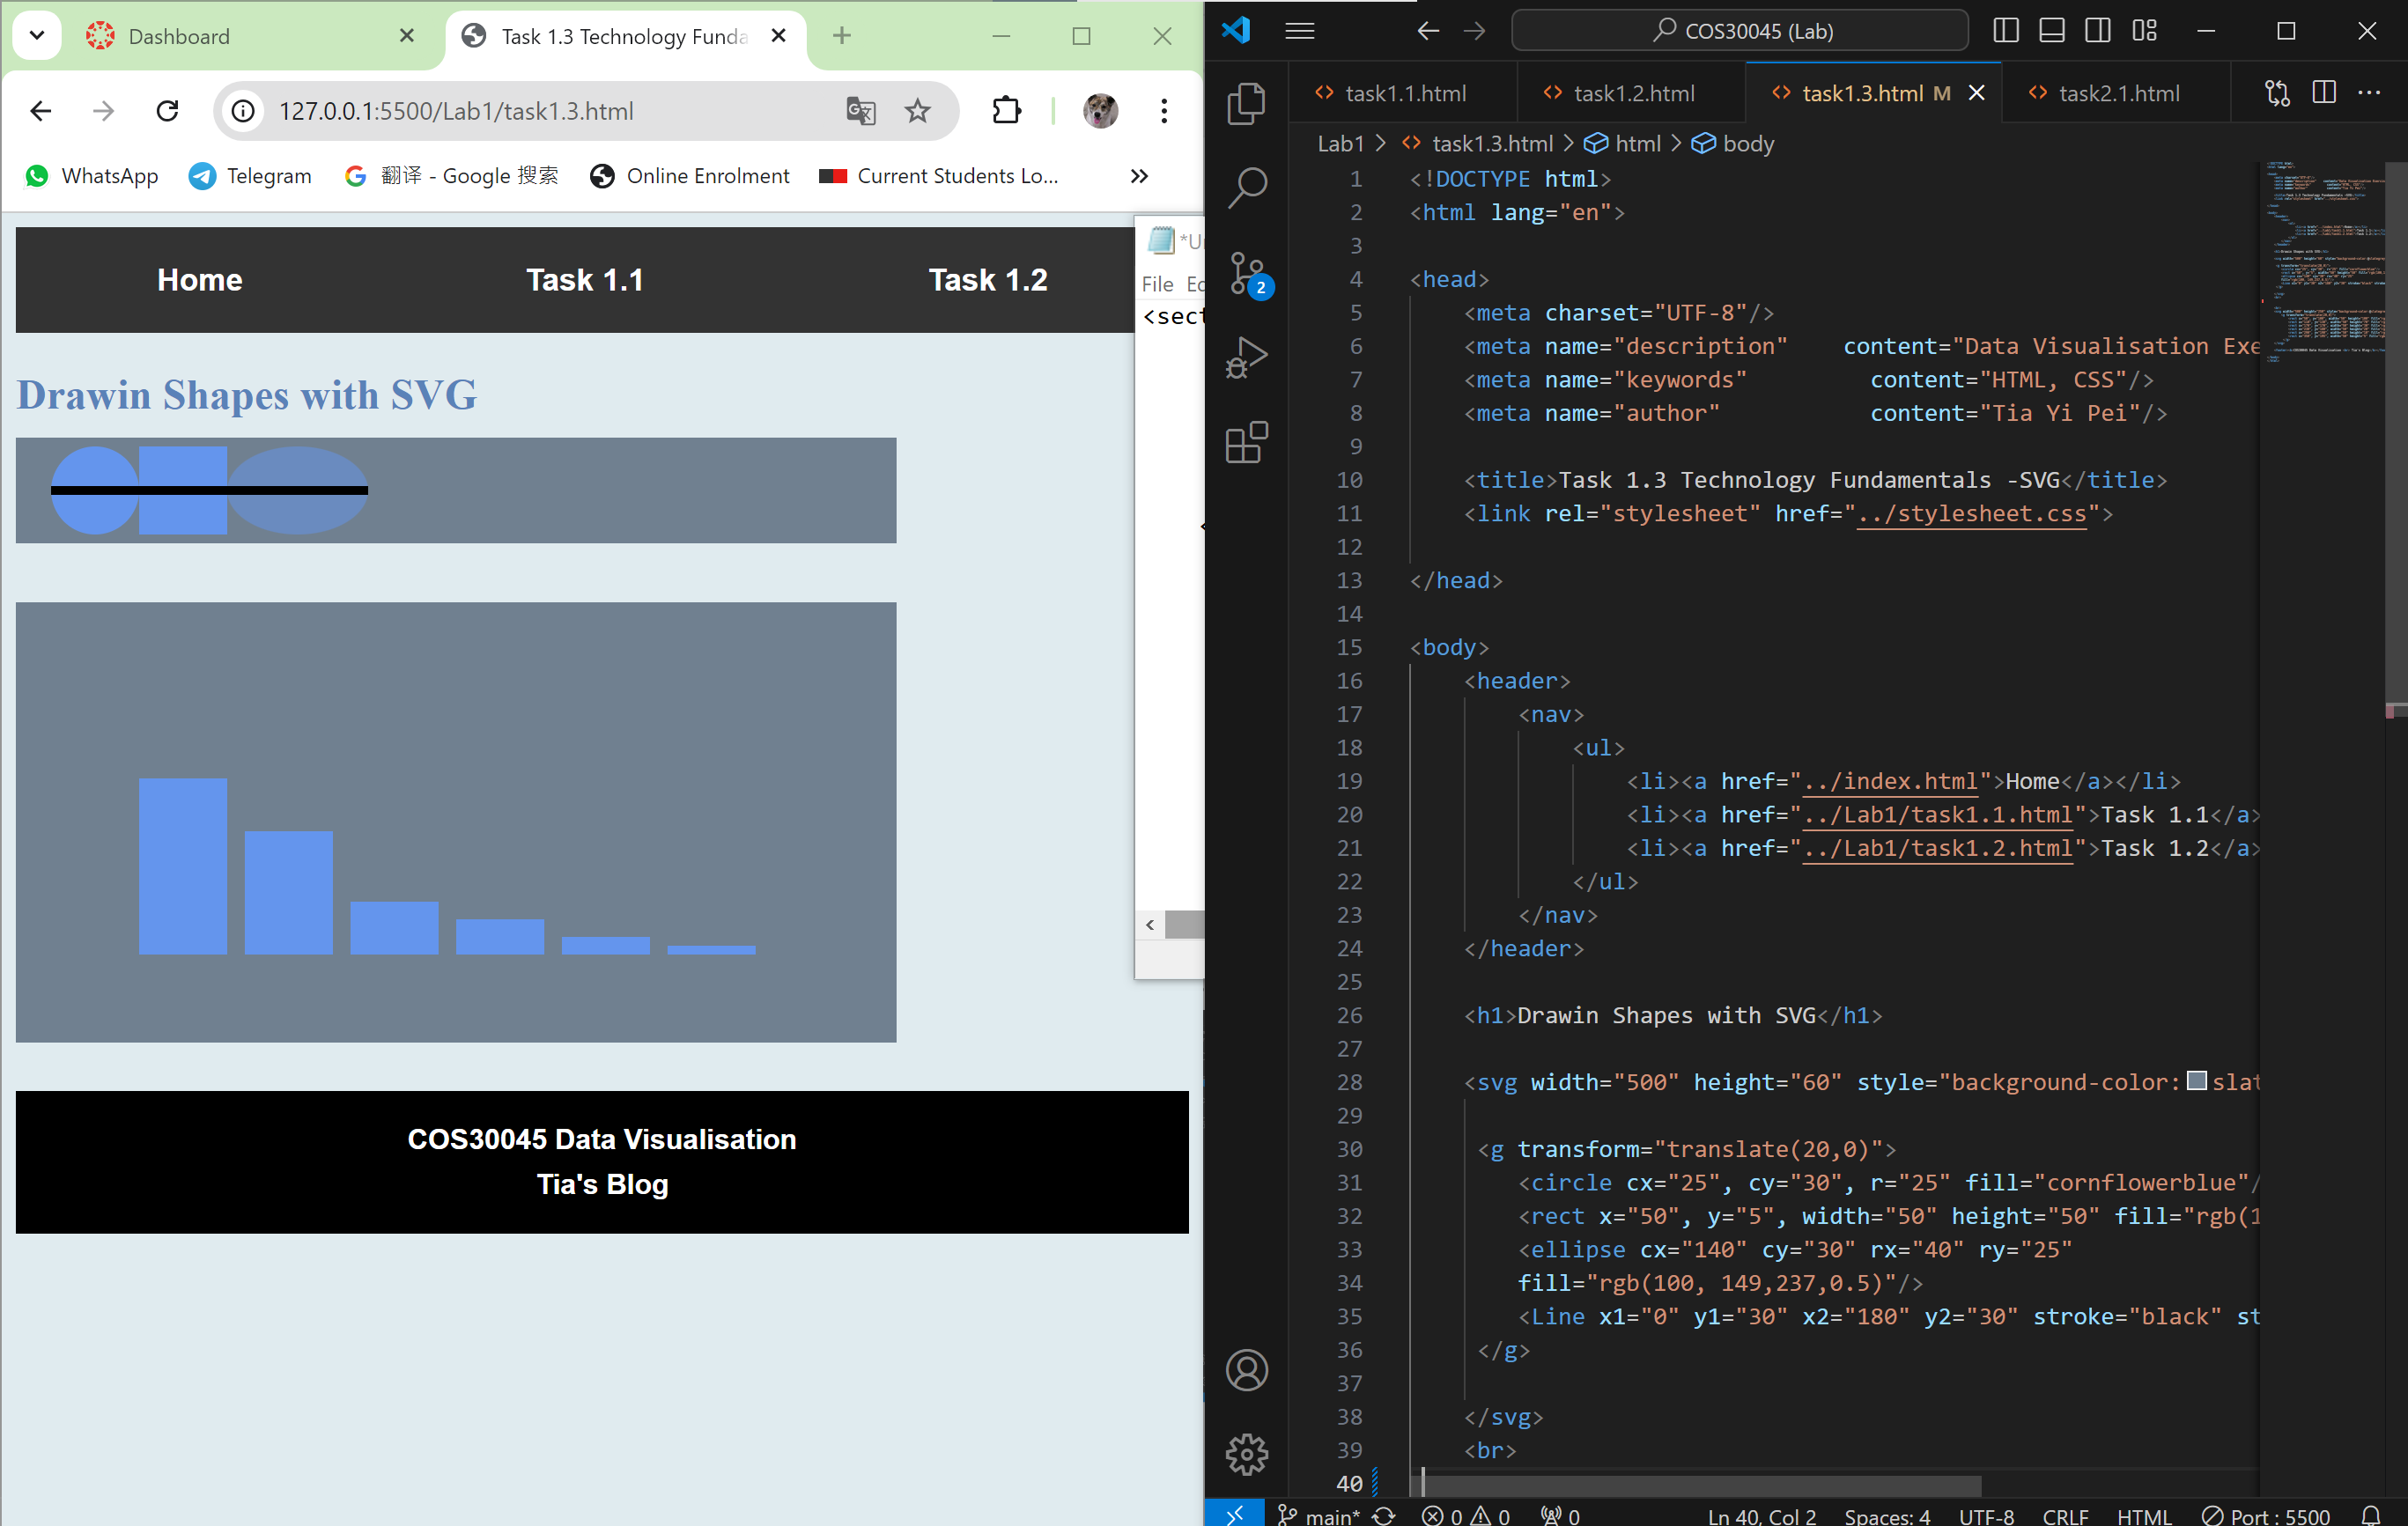 Dashboard
Task 1.3 Technology Funda
127.0.0.1:5500/Lab1/task1.3.html
WhatsApp
Telegram
翻译 - Google 搜索
Online Enrolment
Current Students Lo...
Home
Task 1.1
Task 1.2
Drawin Shapes with SVG
COS30045 Data Visualisation
Tia's Blog
File
<sect
COS30045 (Lab)
task1.1.html
task1.2.html
task1.3.html M
task2.1.html
Lab1 > task1.3.html > html > body
2
1 <!DOCTYPE html>
2 <html lang="en">
3
4 <head>
5 <meta charset="UTF-8"/>
6 <meta name="description" content="Data Visualisation Exe
7 <meta name="keywords" content="HTML, CSS"/>
8 <meta name="author" content="Tia Yi Pei"/>
9
10 <title>Task 1.3 Technology Fundamentals -SVG</title>
11 <link rel="stylesheet" href="../stylesheet.css">
12
13 </head>
14
15 <body>
16 <header>
17 <nav>
18 <ul>
19 <li><a href="../index.html">Home</a></li>
20 <li><a href="../Lab1/task1.1.html">Task 1.1</a>
21 <li><a href="../Lab1/task1.2.html">Task 1.2</a>
22 </ul>
23 </nav>
24 </header>
25
26 <h1>Drawin Shapes with SVG</h1>
27
28 <svg width="500" height="60" style="background-color: slat
29
30 <g transform="translate(20,0)">
31 <circle cx="25", cy="30", r="25" fill="cornflowerblue"/
32 <rect x="50", y="5", width="50" height="50" fill="rgb(1
33 <ellipse cx="140" cy="30" rx="40" ry="25"
34 fill="rgb(100, 149,237,0.5)"/>
35 <Line x1="0" y1="30" x2="180" y2="30" stroke="black" st
36 </g>
37
38 </svg>
39 <br>
40
main* 0 0 0 Ln 40, Col 2 Spaces: 4 UTF-8 CRLF HTML Port : 5500